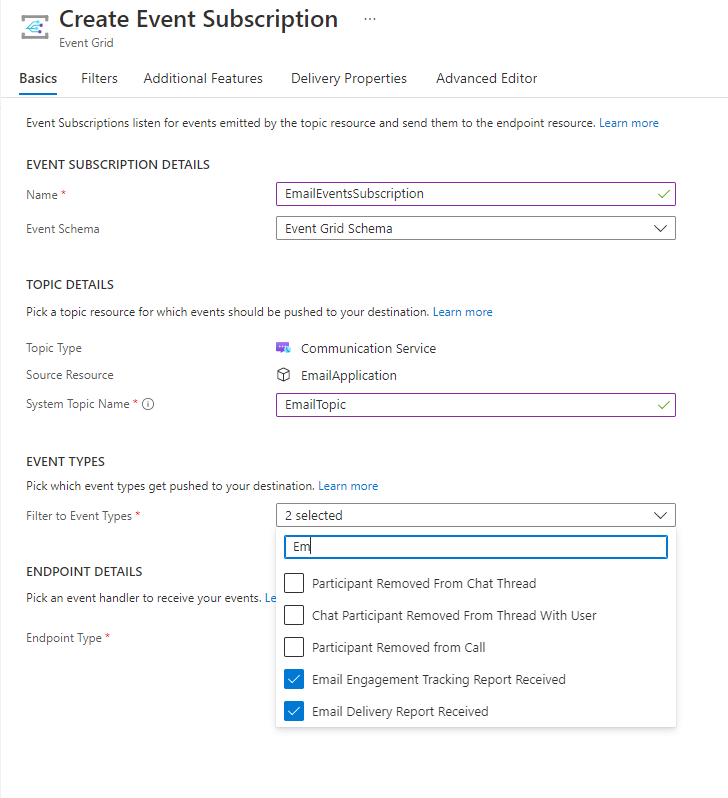 Create Event Subscription ...
Event Grid
Basics Filters Additional Features Delivery Properties Advanced Editor
Event Subscriptions listen for events emitted by the topic resource and send them to the endpoint resource. Learn more
EVENT SUBSCRIPTION DETAILS
Name * EmailEventsSubscription
Event Schema Event Grid Schema
TOPIC DETAILS
Pick a topic resource for which events should be pushed to your destination. Learn more
Topic Type Communication Service
Source Resource EmailApplication
System Topic Name * EmailTopic
EVENT TYPES
Pick which event types get pushed to your destination. Learn more
Filter to Event Types * 2 selected
Em
ENDPOINT DETAILS
Pick an event handler to receive your events. Le
Endpoint Type *
Participant Removed From Chat Thread
Chat Participant Removed From Thread With User
Participant Removed from Call
Email Engagement Tracking Report Received
Email Delivery Report Received